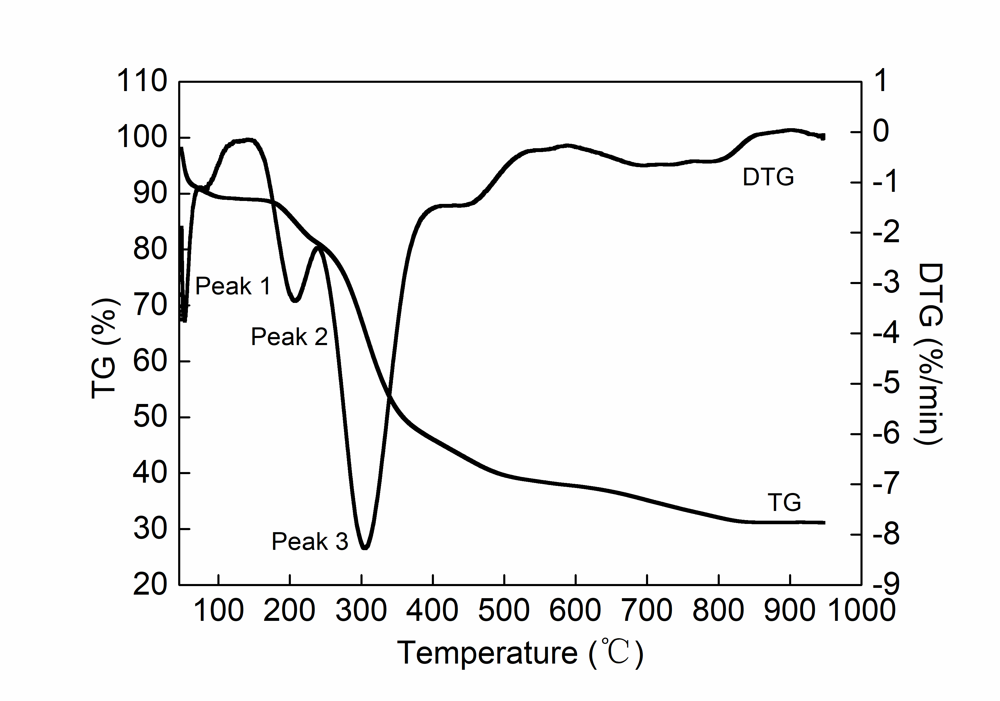 110
100
90
80
70
60
50
40
30
20
TG (%)
1
0
-1
-2
-3
-4
-5
-6
-7
-8
-9
DTG (%/min)
DTG
Peak 1
Peak 2
TG
Peak 3
100 200 300 400 500 600 700 800 900 1000
Temperature (℃)